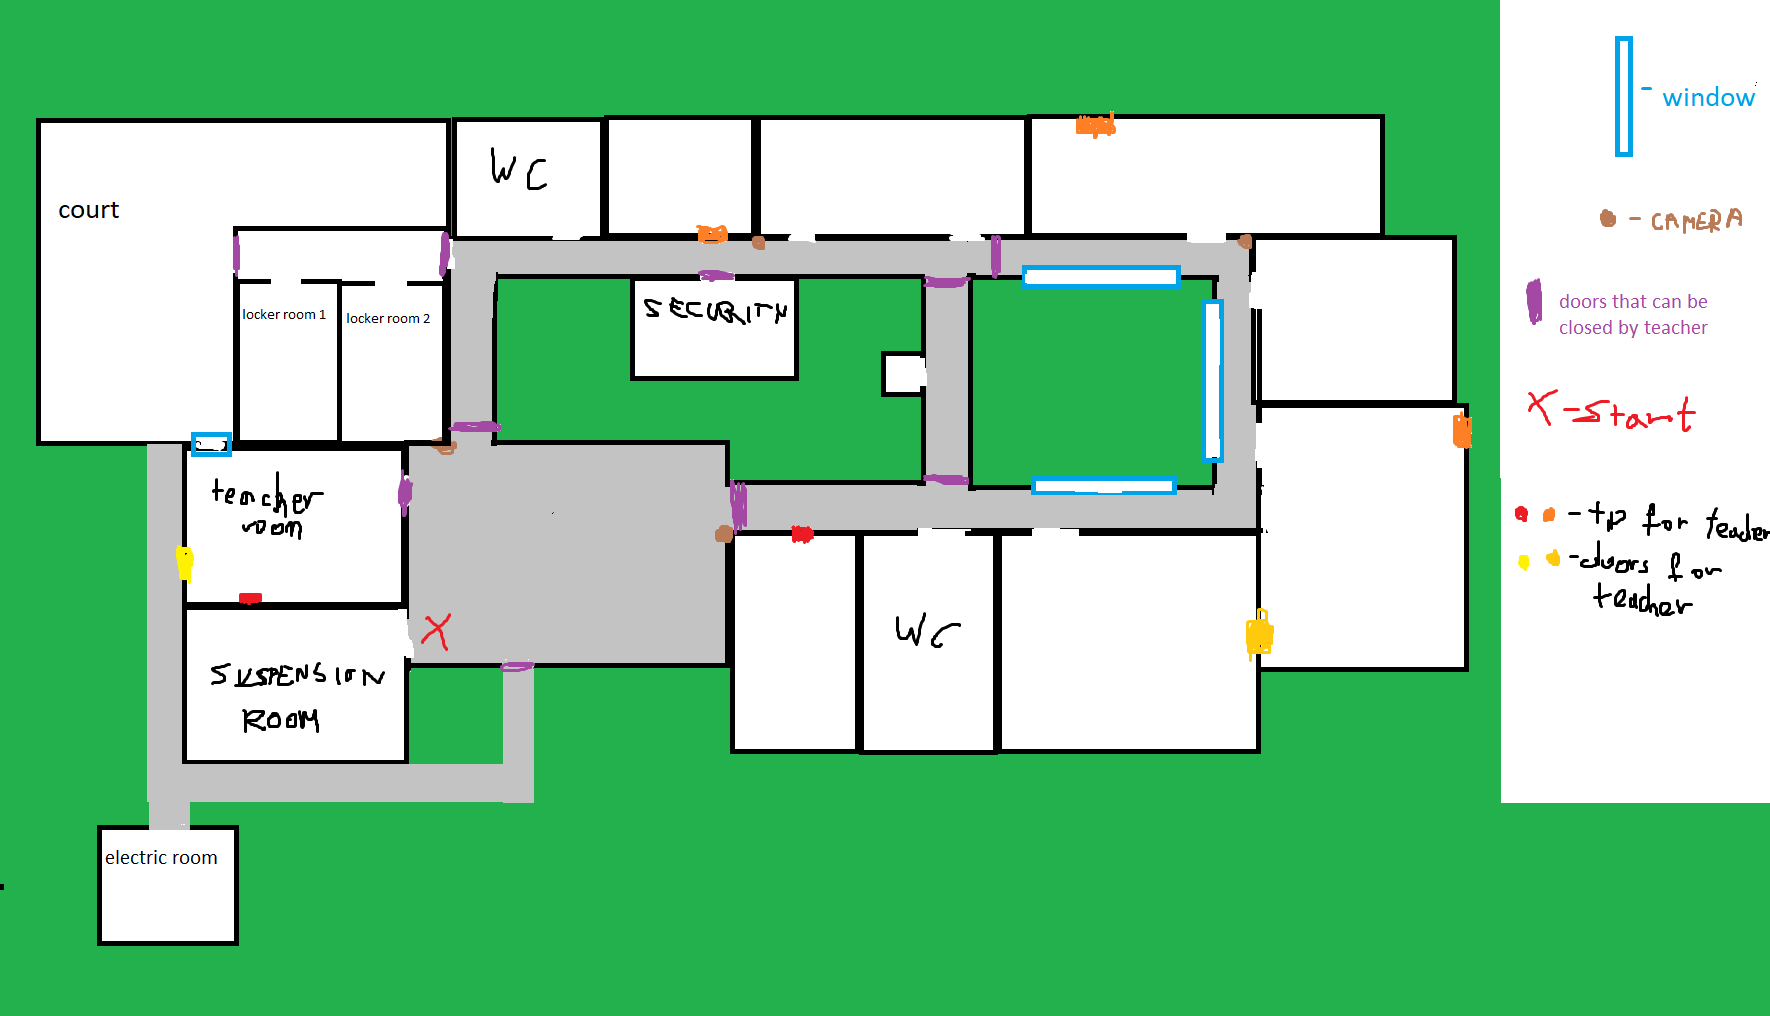 - window
WC
court
- CAMERA
SECURITY
locker room 1
locker room 2
doors that can be
closed by teacher
X - Start
teacher
room
- tp for teacher
- doors for
teacher
X
WC
SUSPENSION
ROOM
electric room